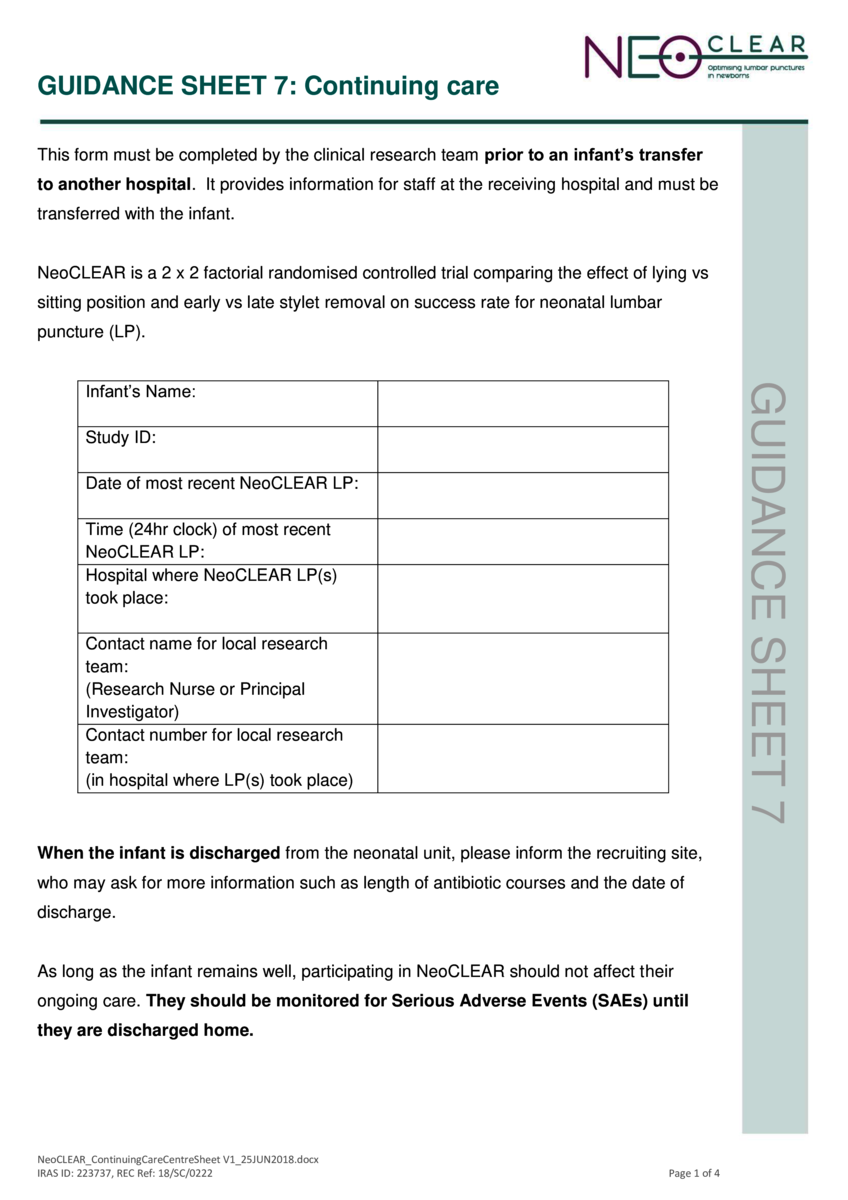 NEO CLEAR
Optimising lumbar punctures
in newborns
GUIDANCE SHEET 7: Continuing care
This form must be completed by the clinical research team prior to an infant’s transfer
to another hospital.  It provides information for staff at the receiving hospital and must be
transferred with the infant.
NeoCLEAR is a 2 x 2 factorial randomised controlled trial comparing the effect of lying vs
sitting position and early vs late stylet removal on success rate for neonatal lumbar
puncture (LP).
Infant’s Name:
Study ID:
Date of most recent NeoCLEAR LP:
Time (24hr clock) of most recent
NeoCLEAR LP:
Hospital where NeoCLEAR LP(s)
took place:
Contact name for local research
team:
(Research Nurse or Principal
Investigator)
Contact number for local research
team:
(in hospital where LP(s) took place)
When the infant is discharged from the neonatal unit, please inform the recruiting site,
who may ask for more information such as length of antibiotic courses and the date of
discharge.
As long as the infant remains well, participating in NeoCLEAR should not affect their
ongoing care. They should be monitored for Serious Adverse Events (SAEs) until
they are discharged home.
GUIDANCE SHEET 7
NeoCLEAR_ContinuingCareCentreSheet V1_25JUN2018.docx
IRAS ID: 223737, REC Ref: 18/SC/0222
Page 1 of 4